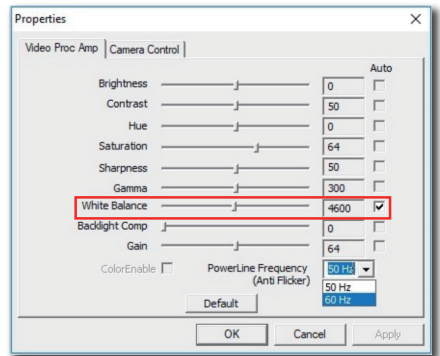 Properties
Video Proc Amp Camera Control
Auto
Brightness 0
Contrast 50
Hue 0
Saturation 64
Sharpness 50
Gamma 300
White Balance 4600
Backlight Comp 0
Gain 64
ColorEnable PowerLine Frequency 50 Hz
(Anti Flicker)
50 Hz
60 Hz
Default
OK Cancel Apply